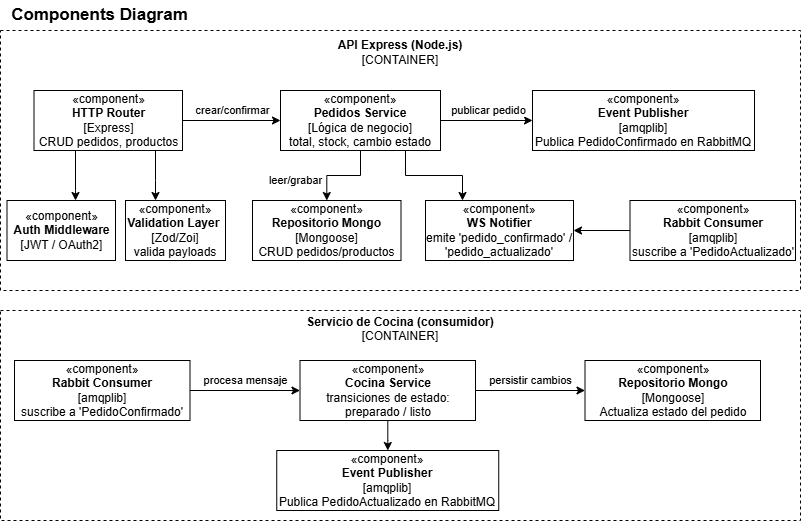 Components Diagram
API Express (Node.js)
[CONTAINER]
«component»
HTTP Router
[Express]
CRUD pedidos, productos
crear/confirmar
«component»
Pedidos Service
[Lógica de negocio]
total, stock, cambio estado
publicar pedido
«component»
Event Publisher
[amqplib]
Publica PedidoConfirmado en RabbitMQ
leer/grabar
«component»
Auth Middleware
[JWT / OAuth2]
«component»
Validation Layer
[Zod/Zoi]
valida payloads
«component»
Repositorio Mongo
[Mongoose]
CRUD pedidos/productos
«component»
WS Notifier
emite 'pedido_confirmado' /
'pedido_actualizado'
«component»
Rabbit Consumer
[amqplib]
suscribe a 'PedidoActualizado'
Servicio de Cocina (consumidor)
[CONTAINER]
«component»
Rabbit Consumer
[amqplib]
suscribe a 'PedidoConfirmado'
procesa mensaje
«component»
Cocina Service
transiciones de estado:
preparado / listo
persistir cambios
«component»
Repositorio Mongo
[Mongoose]
Actualiza estado del pedido
«component»
Event Publisher
[amqplib]
Publica PedidoActualizado en RabbitMQ